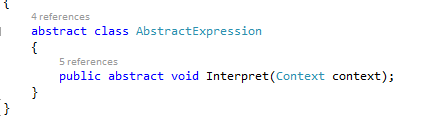 {
4 references
abstract class AbstractExpression
{
5 references
public abstract void Interpret(Context context);
}
}